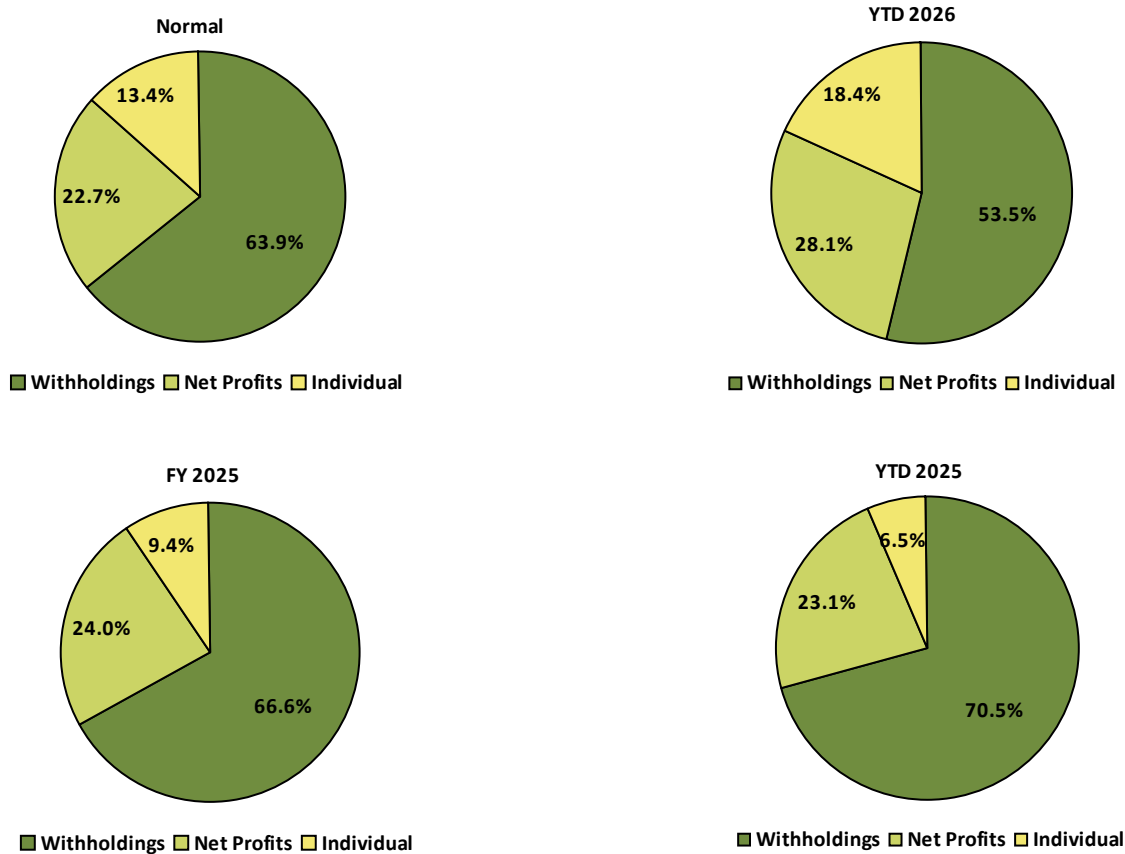 Normal
13.4%
22.7%
63.9%
Withholdings Net Profits Individual
YTD 2026
18.4%
53.5%
28.1%
Withholdings Net Profits Individual
FY 2025
9.4%
24.0%
66.6%
Withholdings Net Profits Individual
YTD 2025
6.5%
23.1%
70.5%
Withholdings Net Profits Individual